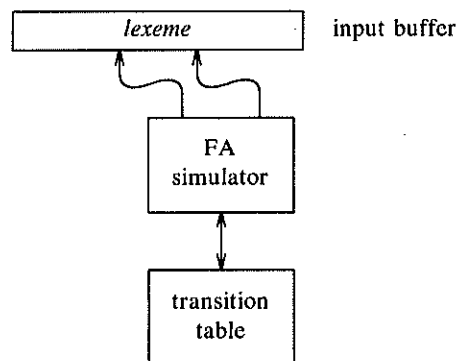 lexeme input buffer
FA
simulator
transition
table